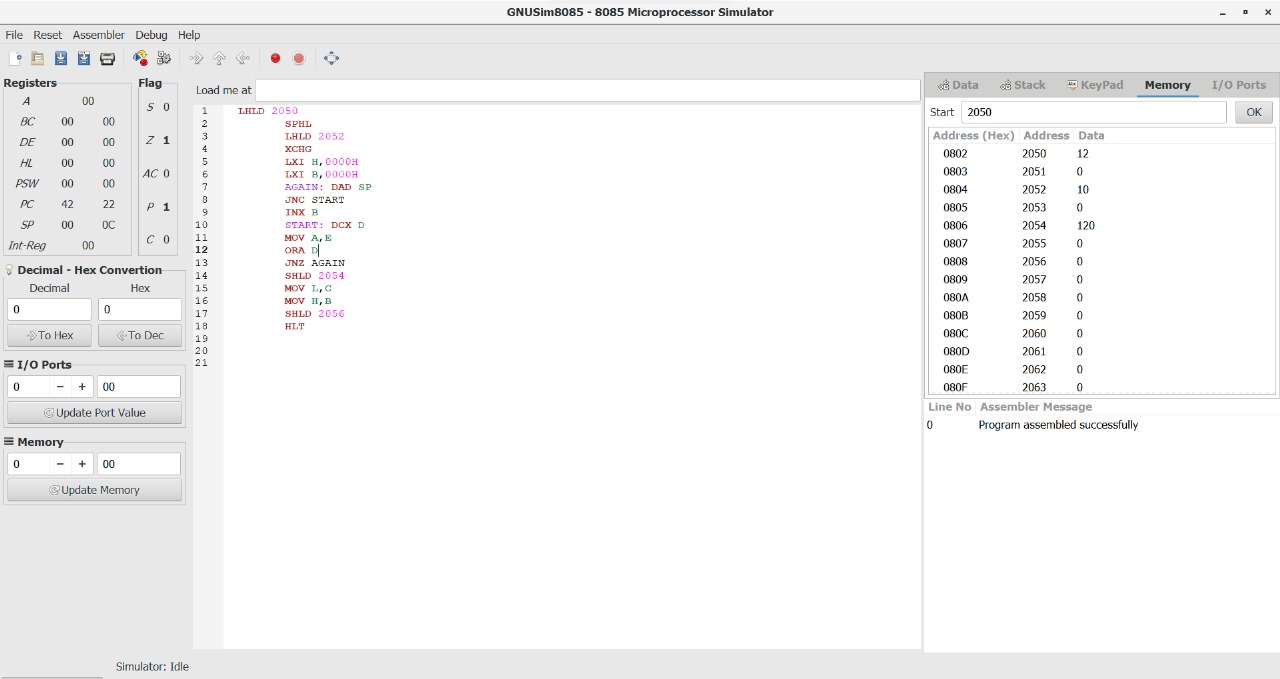 GNUSim8085 - 8085 Microprocessor Simulator
File Reset Assembler Debug Help
Registers
A 00
BC 00 00
DE 00 00
HL 00 00
PSW 00 00
PC 42 22
SP 00 0C
Int-Reg 00
Flag
S 0
Z 1
AC 0
P 1
C 0
Decimal - Hex Convertion
Decimal Hex
0 0
To Hex To Dec
I/O Ports
0 − + 00
Update Port Value
Memory
0 − + 00
Update Memory
Load me at
1 LHLD 2050
2 SPHL
3 LHLD 2052
4 XCHG
5 LXI H,0000H
6 LXI B,0000H
7 AGAIN: DAD SP
8 JNC START
9 INX B
10 START: DCX D
11 MOV A,E
12 ORA D
13 JNZ AGAIN
14 SHLD 2054
15 MOV L,C
16 MOV H,B
17 SHLD 2056
18 HLT
19
20
21
Data Stack KeyPad Memory I/O Ports
Start 2050 OK
Address (Hex) Address Data
0802 2050 12
0803 2051 0
0804 2052 10
0805 2053 0
0806 2054 120
0807 2055 0
0808 2056 0
0809 2057 0
080A 2058 0
080B 2059 0
080C 2060 0
080D 2061 0
080E 2062 0
080F 2063 0
Line No Assembler Message
0 Program assembled successfully
Simulator: Idle